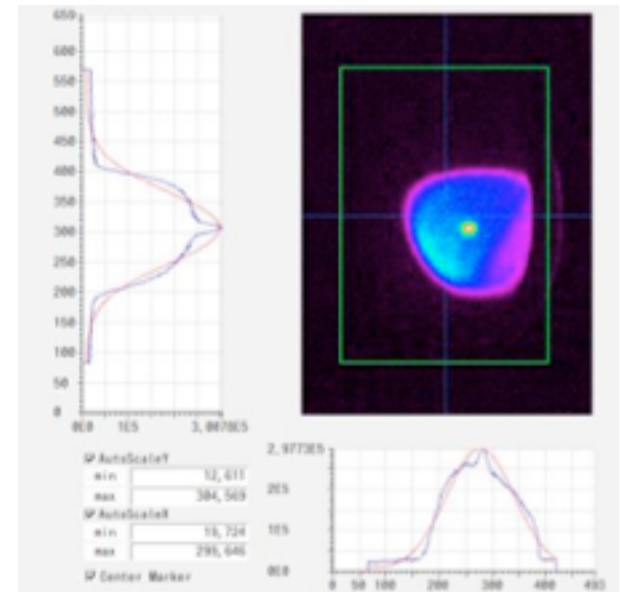 659
600
550
500
450
400
350
300
250
200
150
100
50
0
0E0 1E5 3,0078E5
AutoScaleY
min 12,611
max 304,569
AutoScaleX
min 19,724
max 299,646
Center Marker
2,9773E5
2E5
1E5
0E0
0 50 100 200 300 400 493